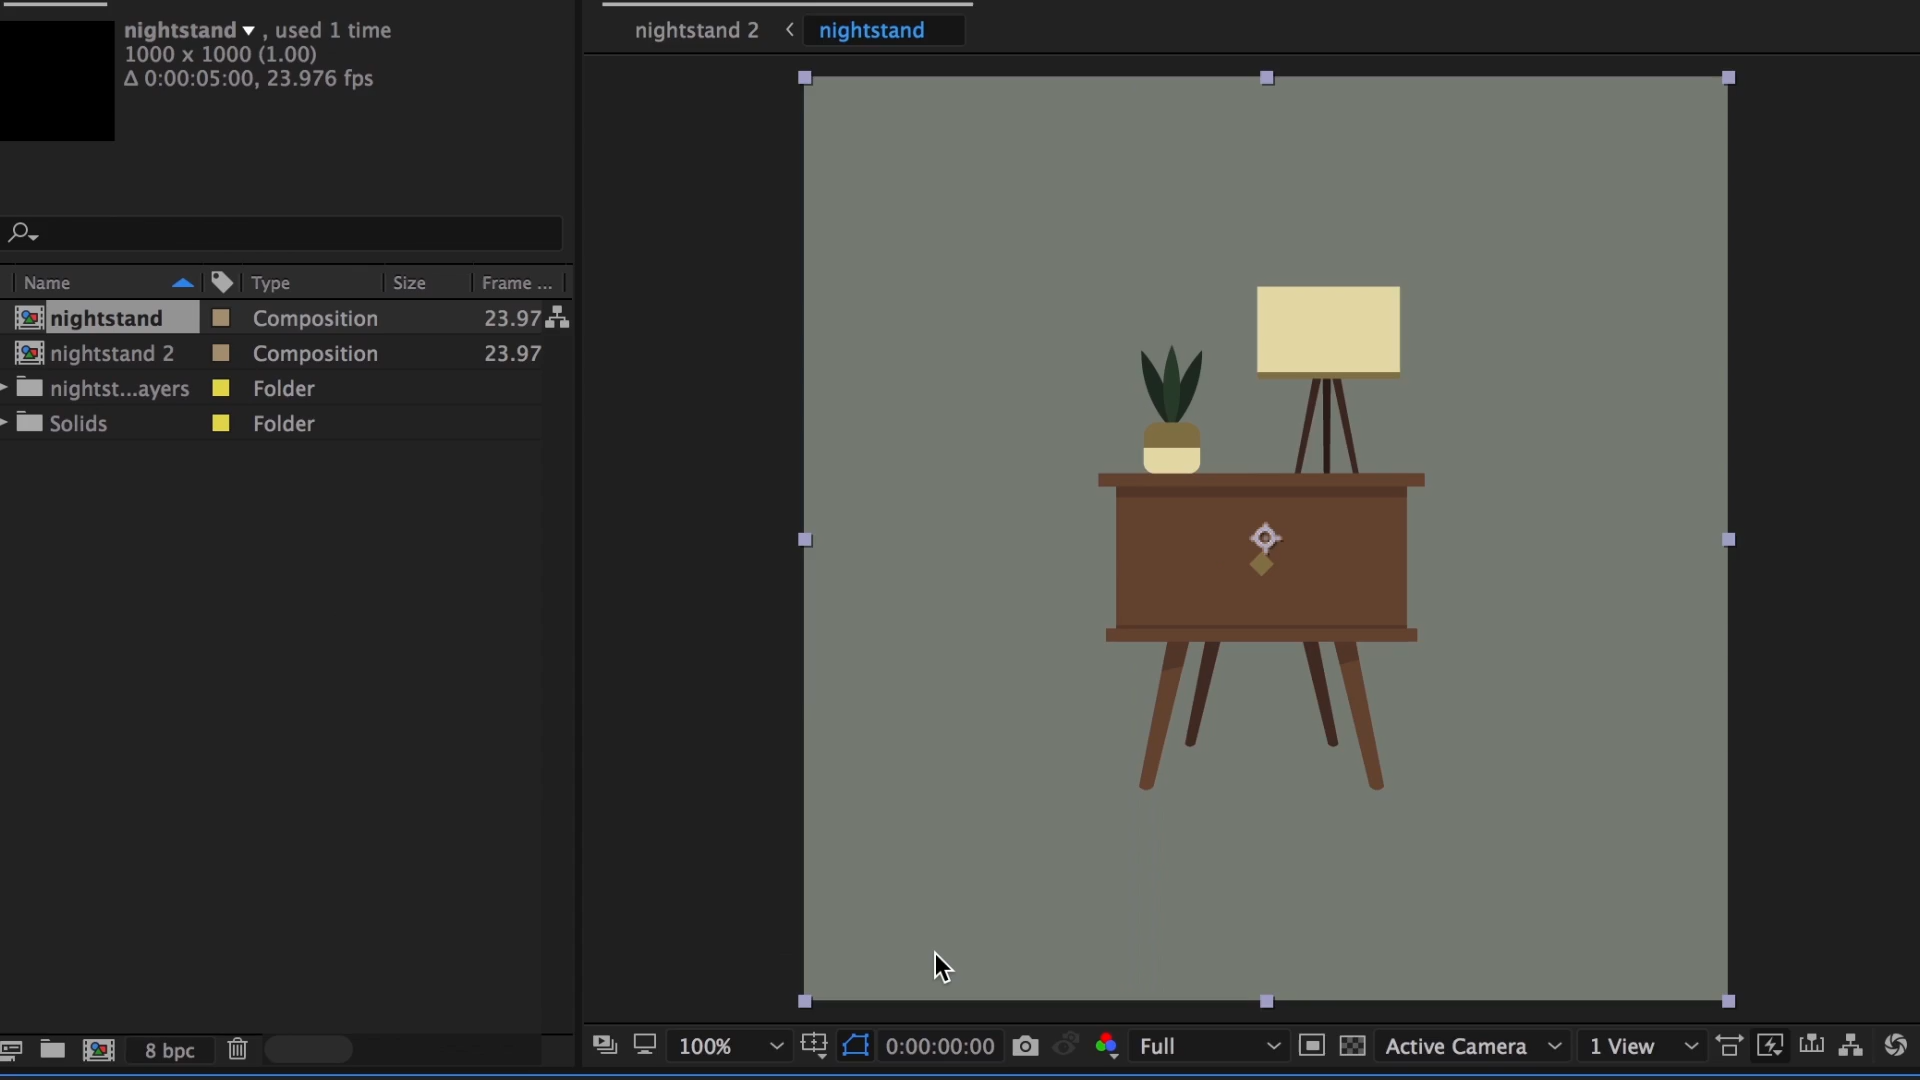 nightstand ▾, used 1 time
1000 x 1000 (1.00)
Δ 0:00:05:00, 23.976 fps
nightstand 2 ‹ nightstand
Name Type Size Frame ...
nightstand Composition 23.97
nightstand 2 Composition 23.97
nightst...ayers Folder
Solids Folder
8 bpc
100% 0:00:00:00 Full Active Camera 1 View